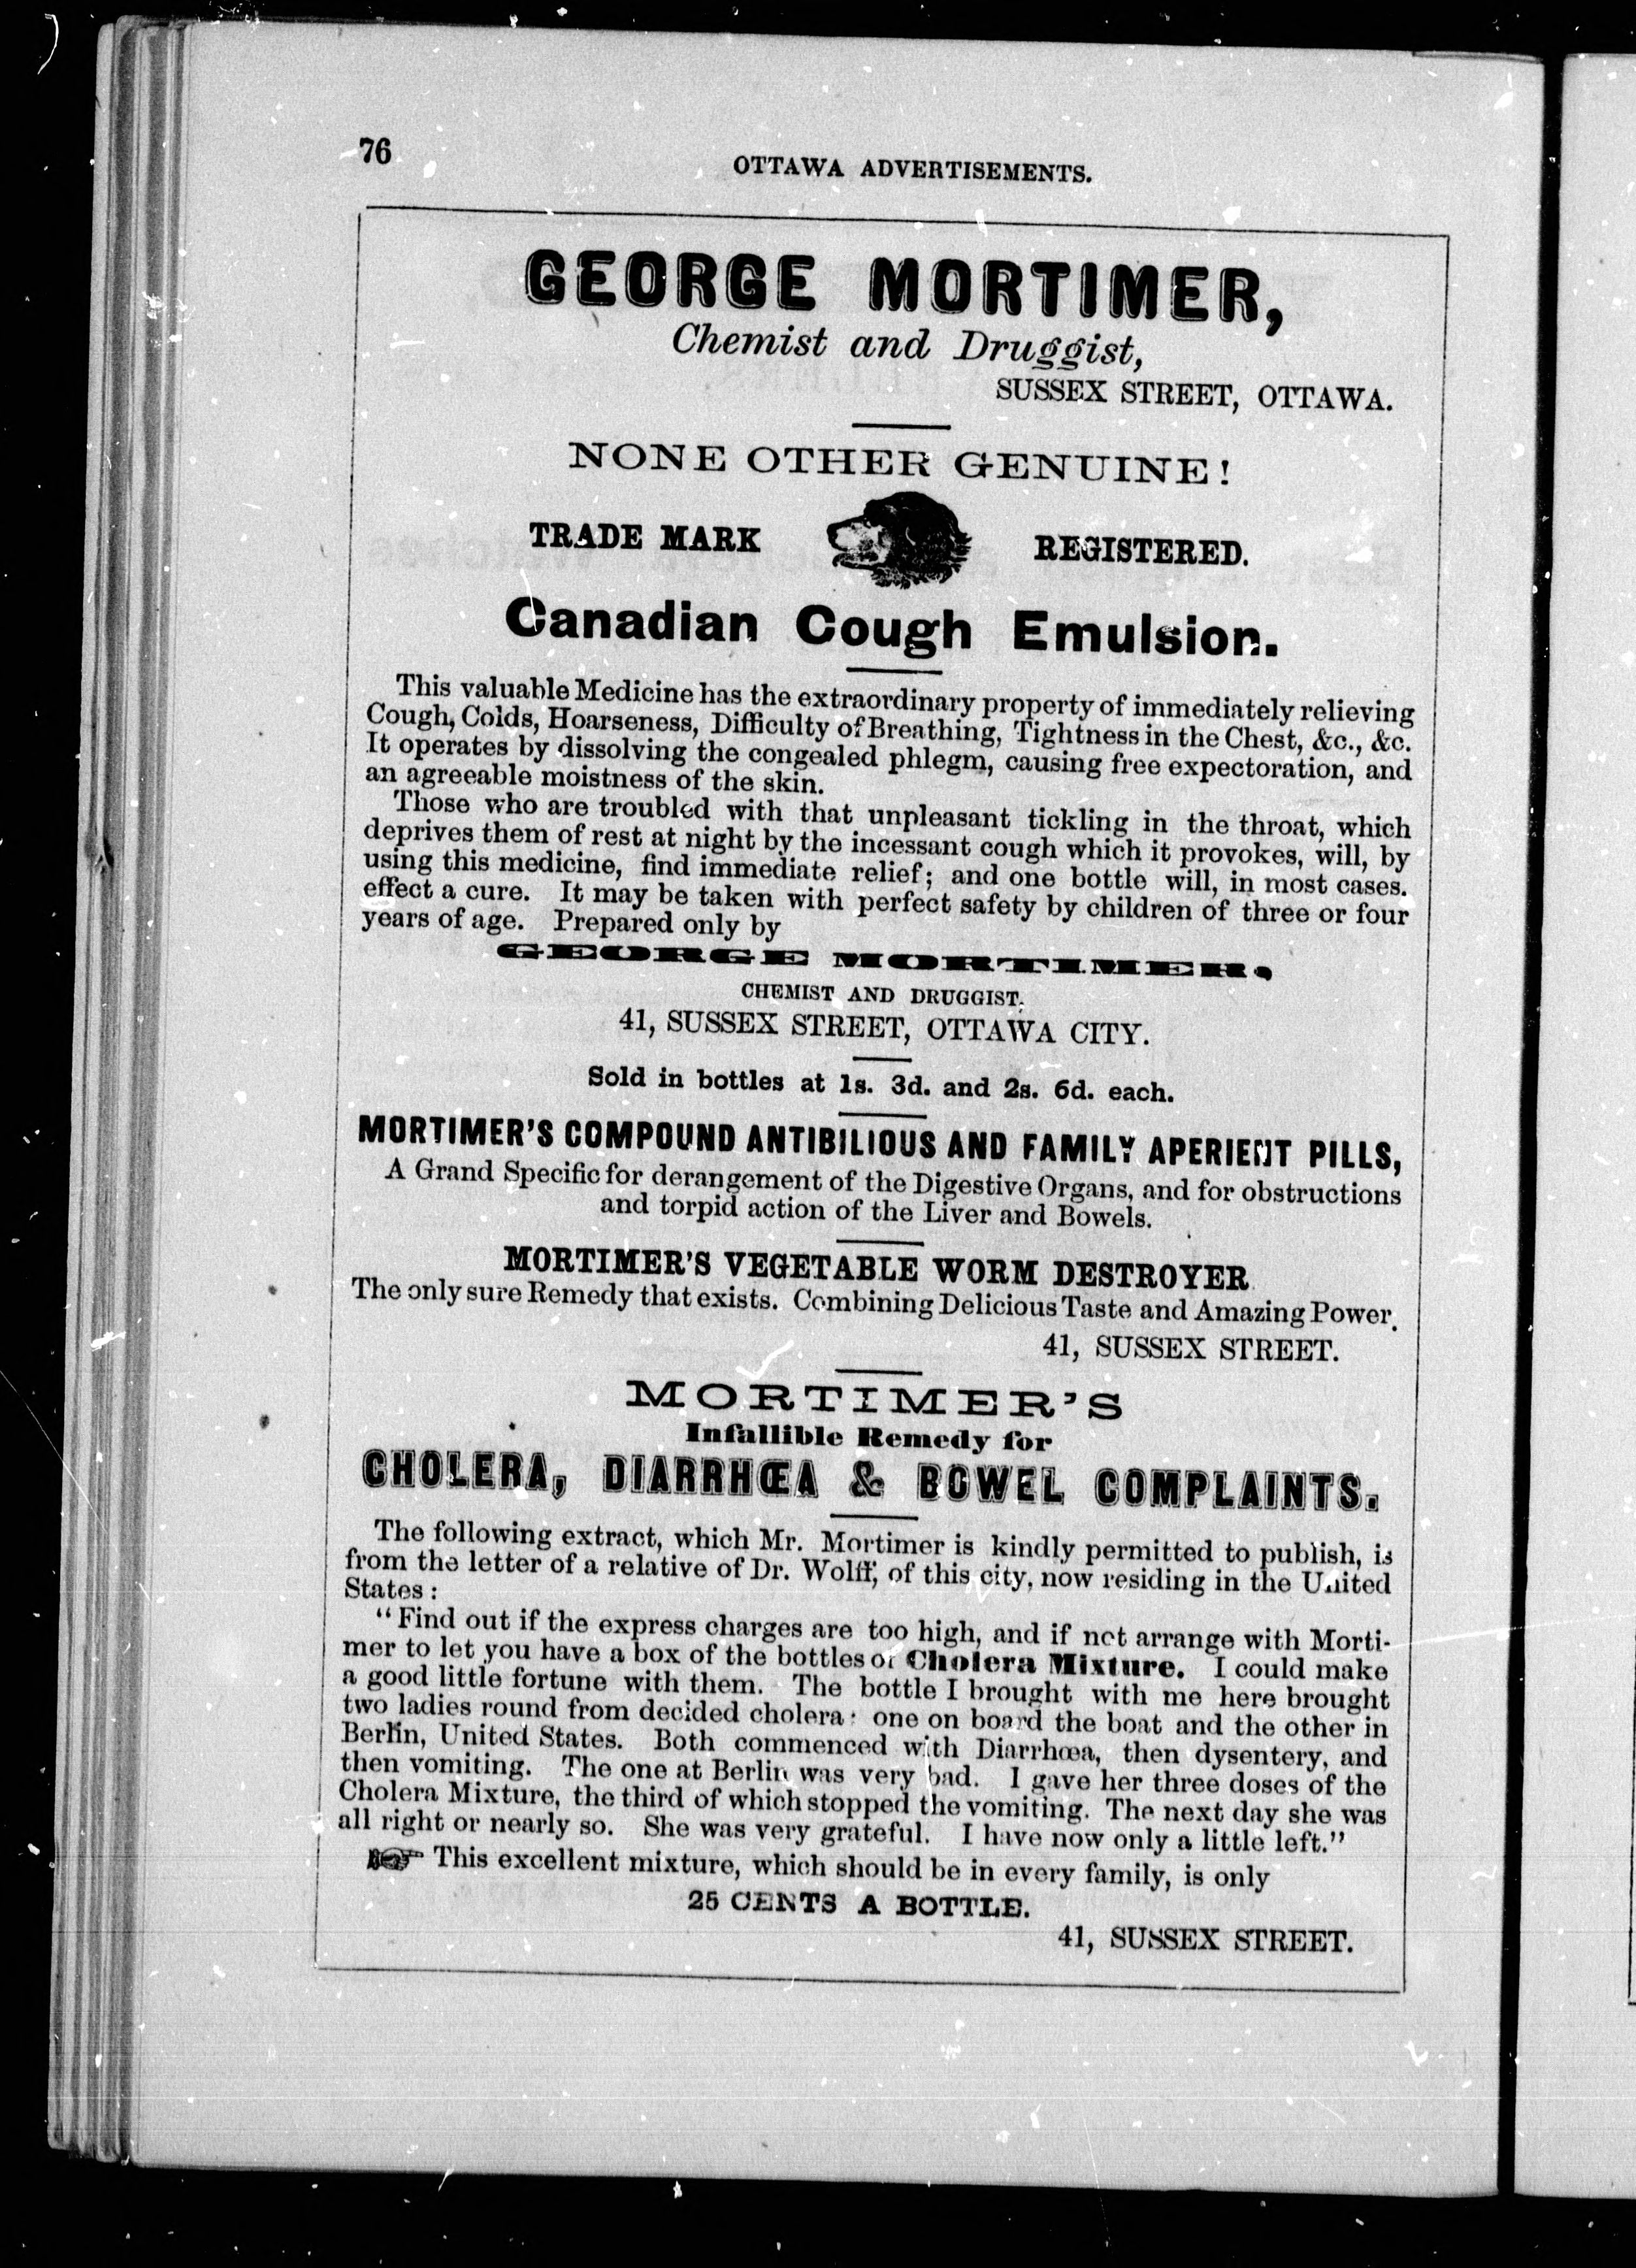 76
OTTAWA ADVERTISEMENTS.
GEORGE MORTIMER,
Chemist and Druggist,
SUSSEX STREET, OTTAWA.
NONE OTHER GENUINE!
TRADE MARK REGISTERED.
Canadian Cough Emulsion.
This valuable Medicine has the extraordinary property of immediately relieving
Cough, Colds, Hoarseness, Difficulty of Breathing, Tightness in the Chest, &c., &c.
It operates by dissolving the congealed phlegm, causing free expectoration, and
an agreeable moistness of the skin.
Those who are troubled with that unpleasant tickling in the throat, which
deprives them of rest at night by the incessant cough which it provokes, will, by
using this medicine, find immediate relief; and one bottle will, in most cases.
effect a cure. It may be taken with perfect safety by children of three or four
years of age. Prepared only by
GEORGE MORTIMER,
CHEMIST AND DRUGGIST.
41, SUSSEX STREET, OTTAWA CITY.
Sold in bottles at 1s. 3d. and 2s. 6d. each.
MORTIMER'S COMPOUND ANTIBILIOUS AND FAMILY APERIENT PILLS,
A Grand Specific for derangement of the Digestive Organs, and for obstructions
and torpid action of the Liver and Bowels.
MORTIMER'S VEGETABLE WORM DESTROYER
The only sure Remedy that exists. Combining Delicious Taste and Amazing Power.
41, SUSSEX STREET.
MORTIMER'S
Infallible Remedy for
CHOLERA, DIARRHŒA & BOWEL COMPLAINTS.
The following extract, which Mr. Mortimer is kindly permitted to publish, is
from the letter of a relative of Dr. Wolff, of this city, now residing in the United
States:
"Find out if the express charges are too high, and if not arrange with Morti-
mer to let you have a box of the bottles of Cholera Mixture. I could make
a good little fortune with them. The bottle I brought with me here brought
two ladies round from decided cholera: one on board the boat and the other in
Berlin, United States. Both commenced with Diarrhœa, then dysentery, and
then vomiting. The one at Berlin was very bad. I gave her three doses of the
Cholera Mixture, the third of which stopped the vomiting. The next day she was
all right or nearly so. She was very grateful. I have now only a little left."
☞ This excellent mixture, which should be in every family, is only
25 CENTS A BOTTLE.
41, SUSSEX STREET.